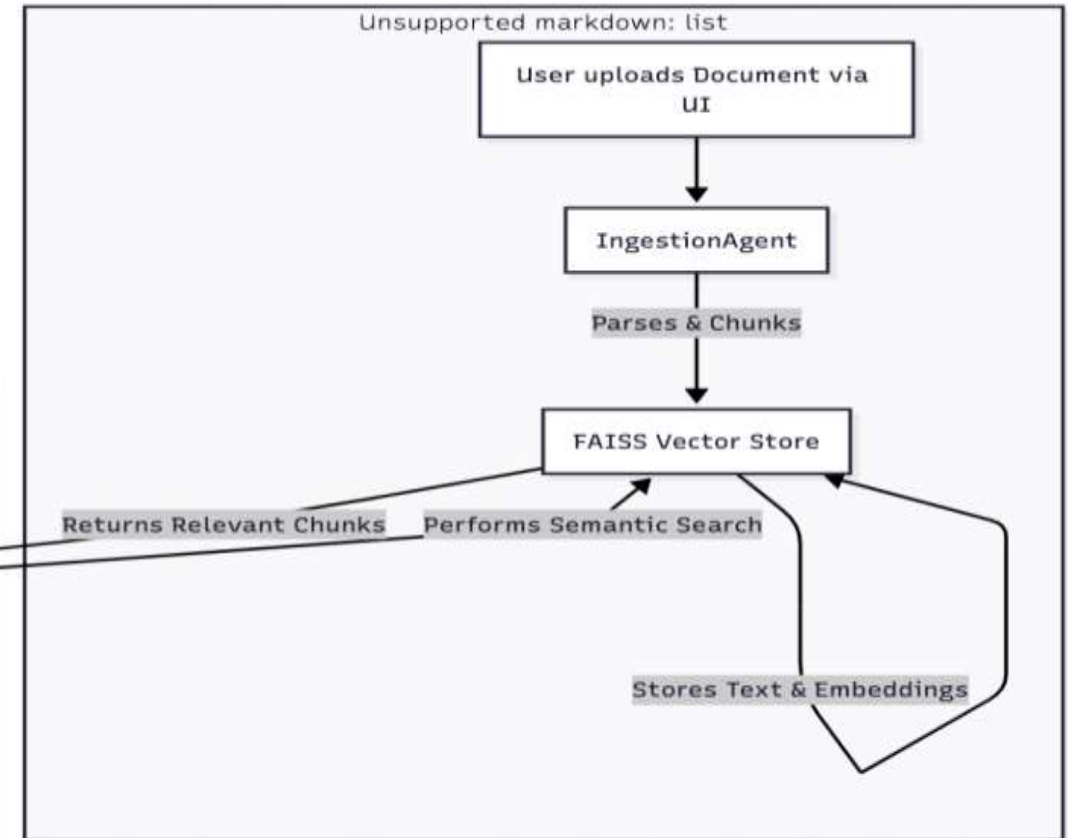 Unsupported markdown: list
User uploads Document via
UI
IngestionAgent
Parses & Chunks
FAISS Vector Store
Returns Relevant Chunks
Performs Semantic Search
Stores Text & Embeddings